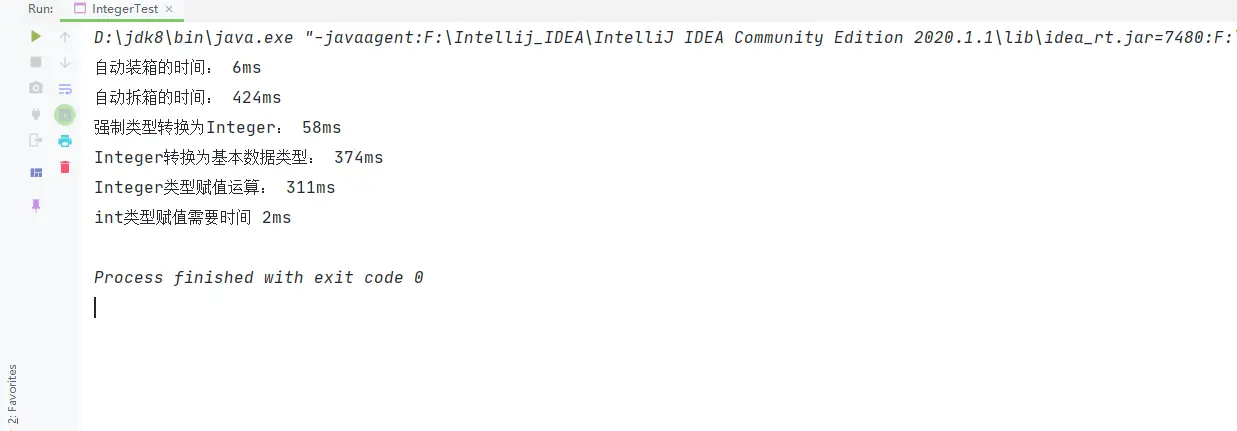 Run: IntegerTest ×
D:\jdk8\bin\java.exe "-javaagent:F:\Intellij_IDEA\IntelliJ IDEA Community Edition 2020.1.1\lib\idea_rt.jar=7480:F:
自动装箱的时间： 6ms
自动拆箱的时间： 424ms
强制类型转换为Integer： 58ms
Integer转换为基本数据类型： 374ms
Integer类型赋值运算： 311ms
int类型赋值需要时间 2ms
Process finished with exit code 0
2: Favorites